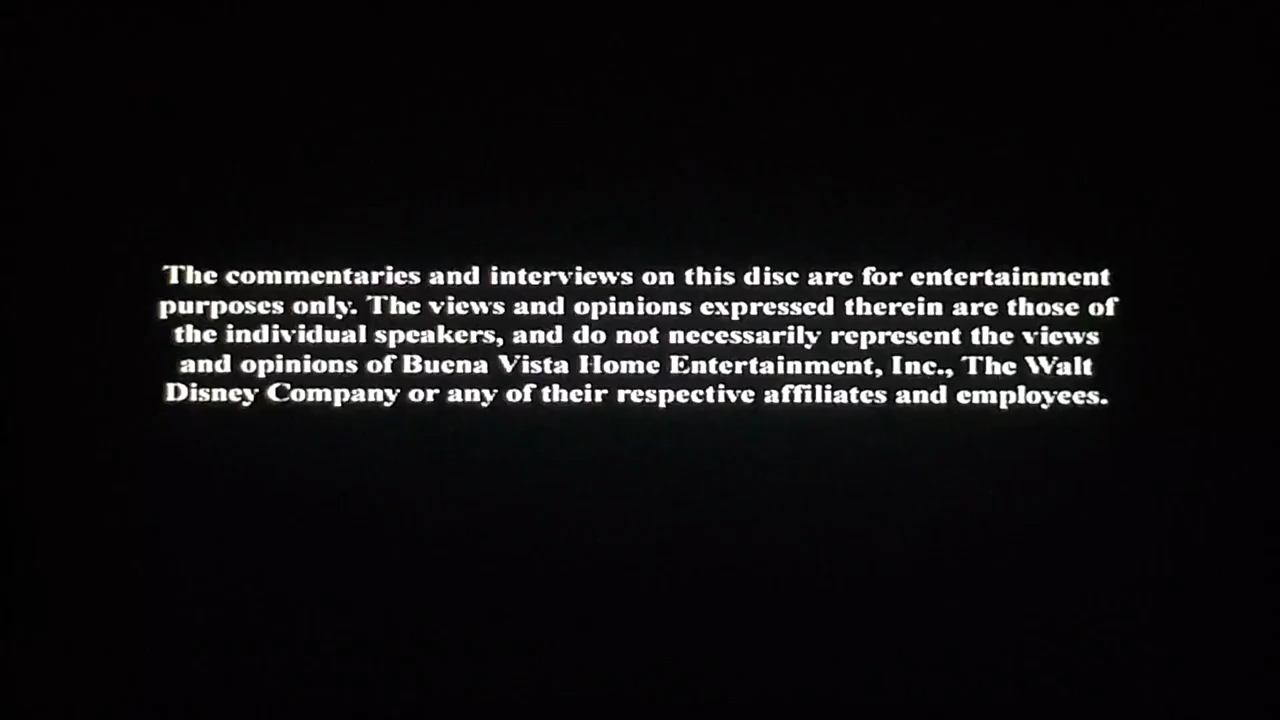 The commentaries and interviews on this disc are for entertainment
purposes only. The views and opinions expressed therein are those of
the individual speakers, and do not necessarily represent the views
and opinions of Buena Vista Home Entertainment, Inc., The Walt
Disney Company or any of their respective affiliates and employees.